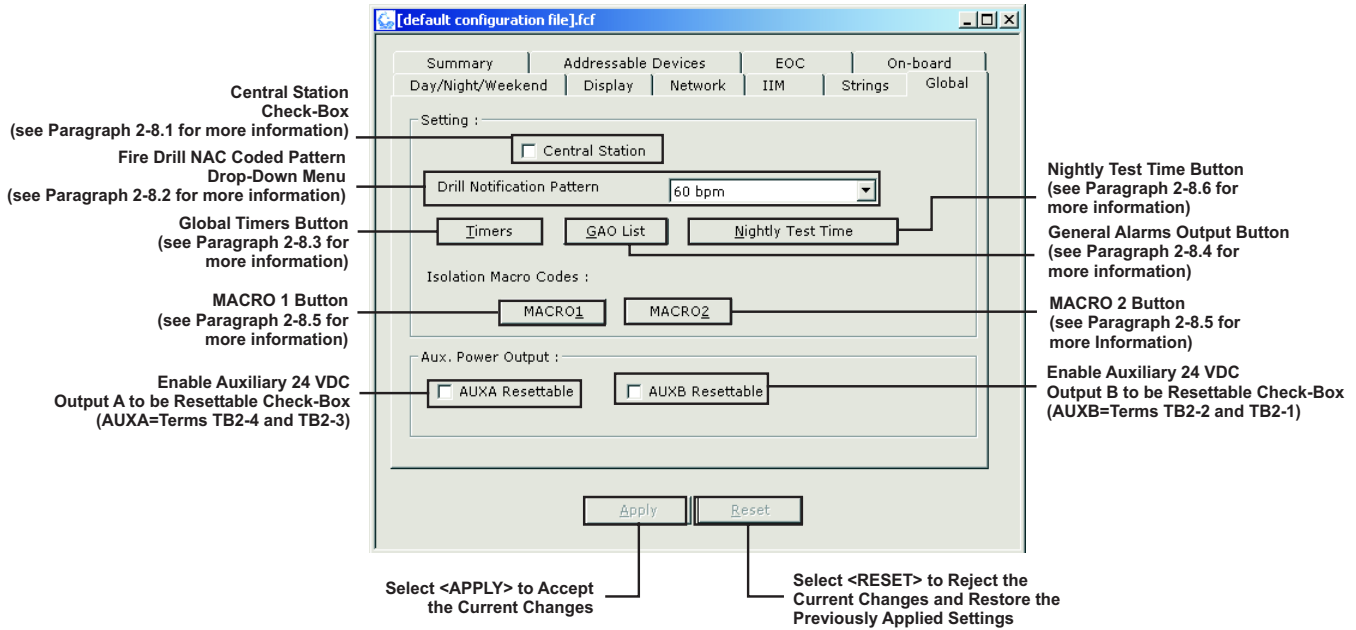 [default configuration file].fcf
Summary
Addressable Devices
EOC
On-board
Day/Night/Weekend
Display
Network
IIM
Strings
Global
Central Station
Check-Box
(see Paragraph 2-8.1 for more information)
Setting :
Central Station
Fire Drill NAC Coded Pattern
Drop-Down Menu
(see Paragraph 2-8.2 for more information)
Drill Notification Pattern
60 bpm
Nightly Test Time Button
(see Paragraph 2-8.6 for
more information)
Global Timers Button
(see Paragraph 2-8.3 for
more information)
Timers
GAO List
Nightly Test Time
General Alarms Output Button
(see Paragraph 2-8.4 for
more information)
Isolation Macro Codes :
MACRO 1 Button
(see Paragraph 2-8.5 for
more information)
MACRO1
MACRO2
MACRO 2 Button
(see Paragraph 2-8.5 for
more Information)
Aux. Power Output :
Enable Auxiliary 24 VDC
Output A to be Resettable Check-Box
(AUXA=Terms TB2-4 and TB2-3)
AUXA Resettable
AUXB Resettable
Enable Auxiliary 24 VDC
Output B to be Resettable Check-Box
(AUXB=Terms TB2-2 and TB2-1)
Apply
Reset
Select <APPLY> to Accept
the Current Changes
Select <RESET> to Reject the
Current Changes and Restore the
Previously Applied Settings